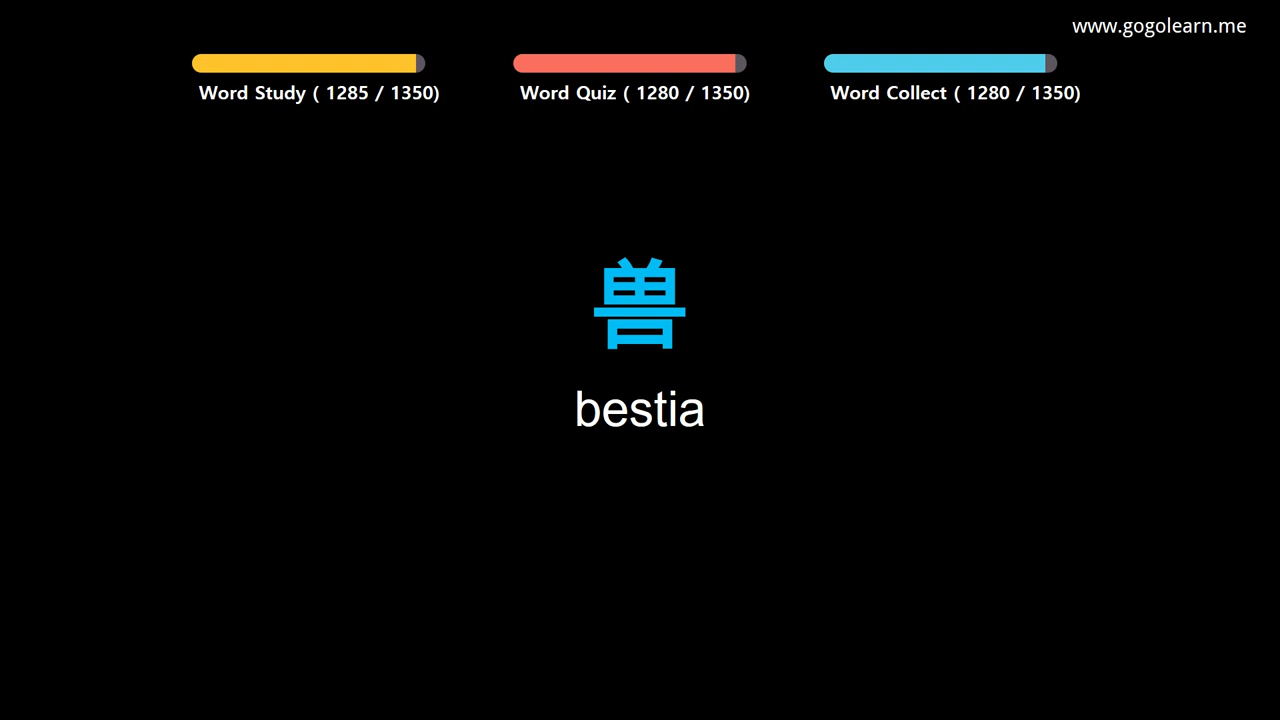 www.gogolearn.me
Word Study ( 1285 / 1350)
Word Quiz ( 1280 / 1350)
Word Collect ( 1280 / 1350)
兽
bestia